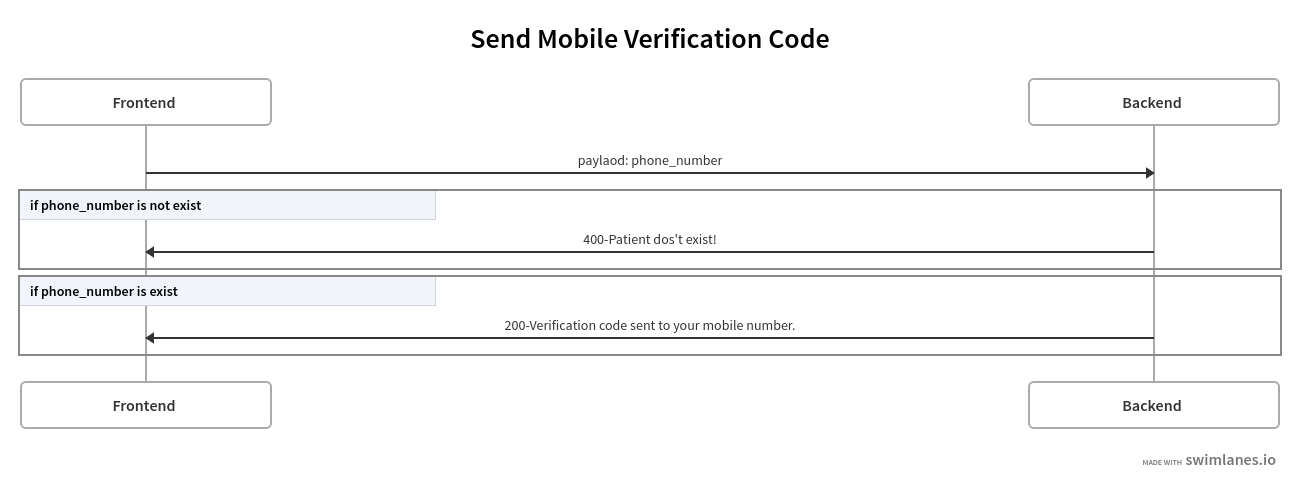 Send Mobile Verification Code
Frontend
Backend
paylaod: phone_number
if phone_number is not exist
400-Patient dos't exist!
if phone_number is exist
200-Verification code sent to your mobile number.
Frontend
Backend
MADE WITH swimlanes.io